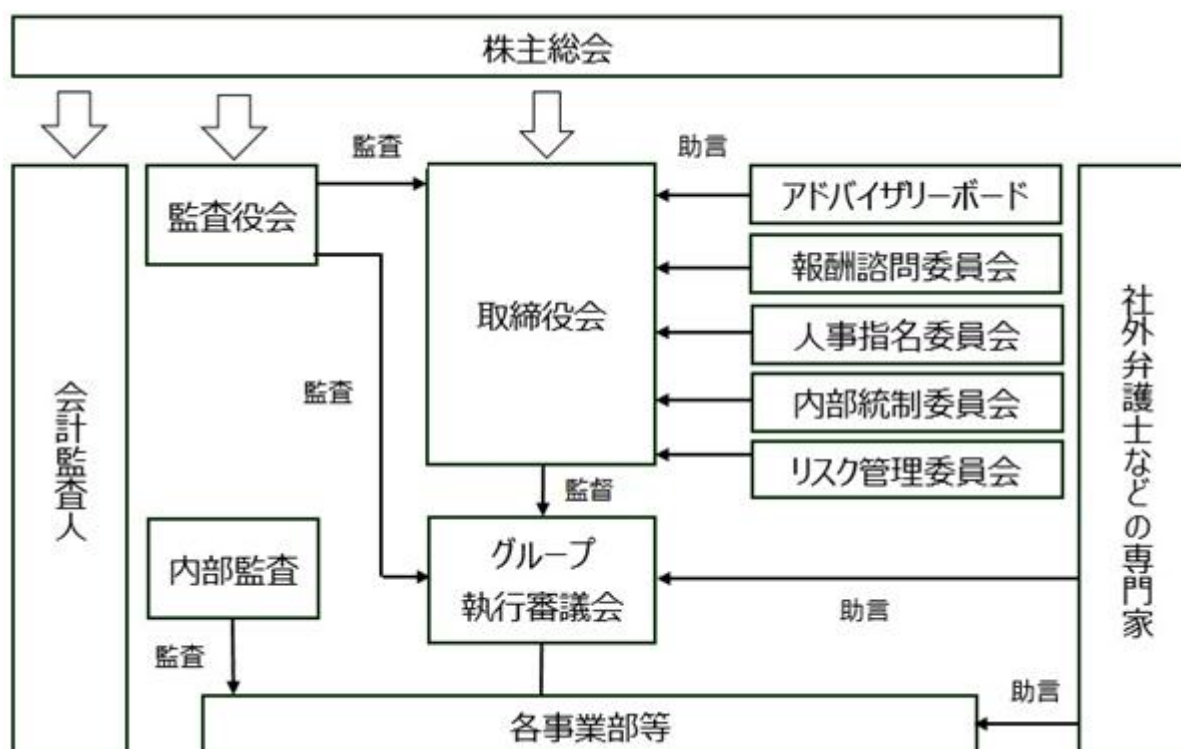 株主総会
監査
助言
監査役会
アドバイザリーボード
報酬諮問委員会
取締役会
人事指名委員会
内部統制委員会
リスク管理委員会
監査
監督
会計監査人
社外弁護士などの専門家
内部監査
グループ
執行審議会
助言
監査
助言
各事業部等